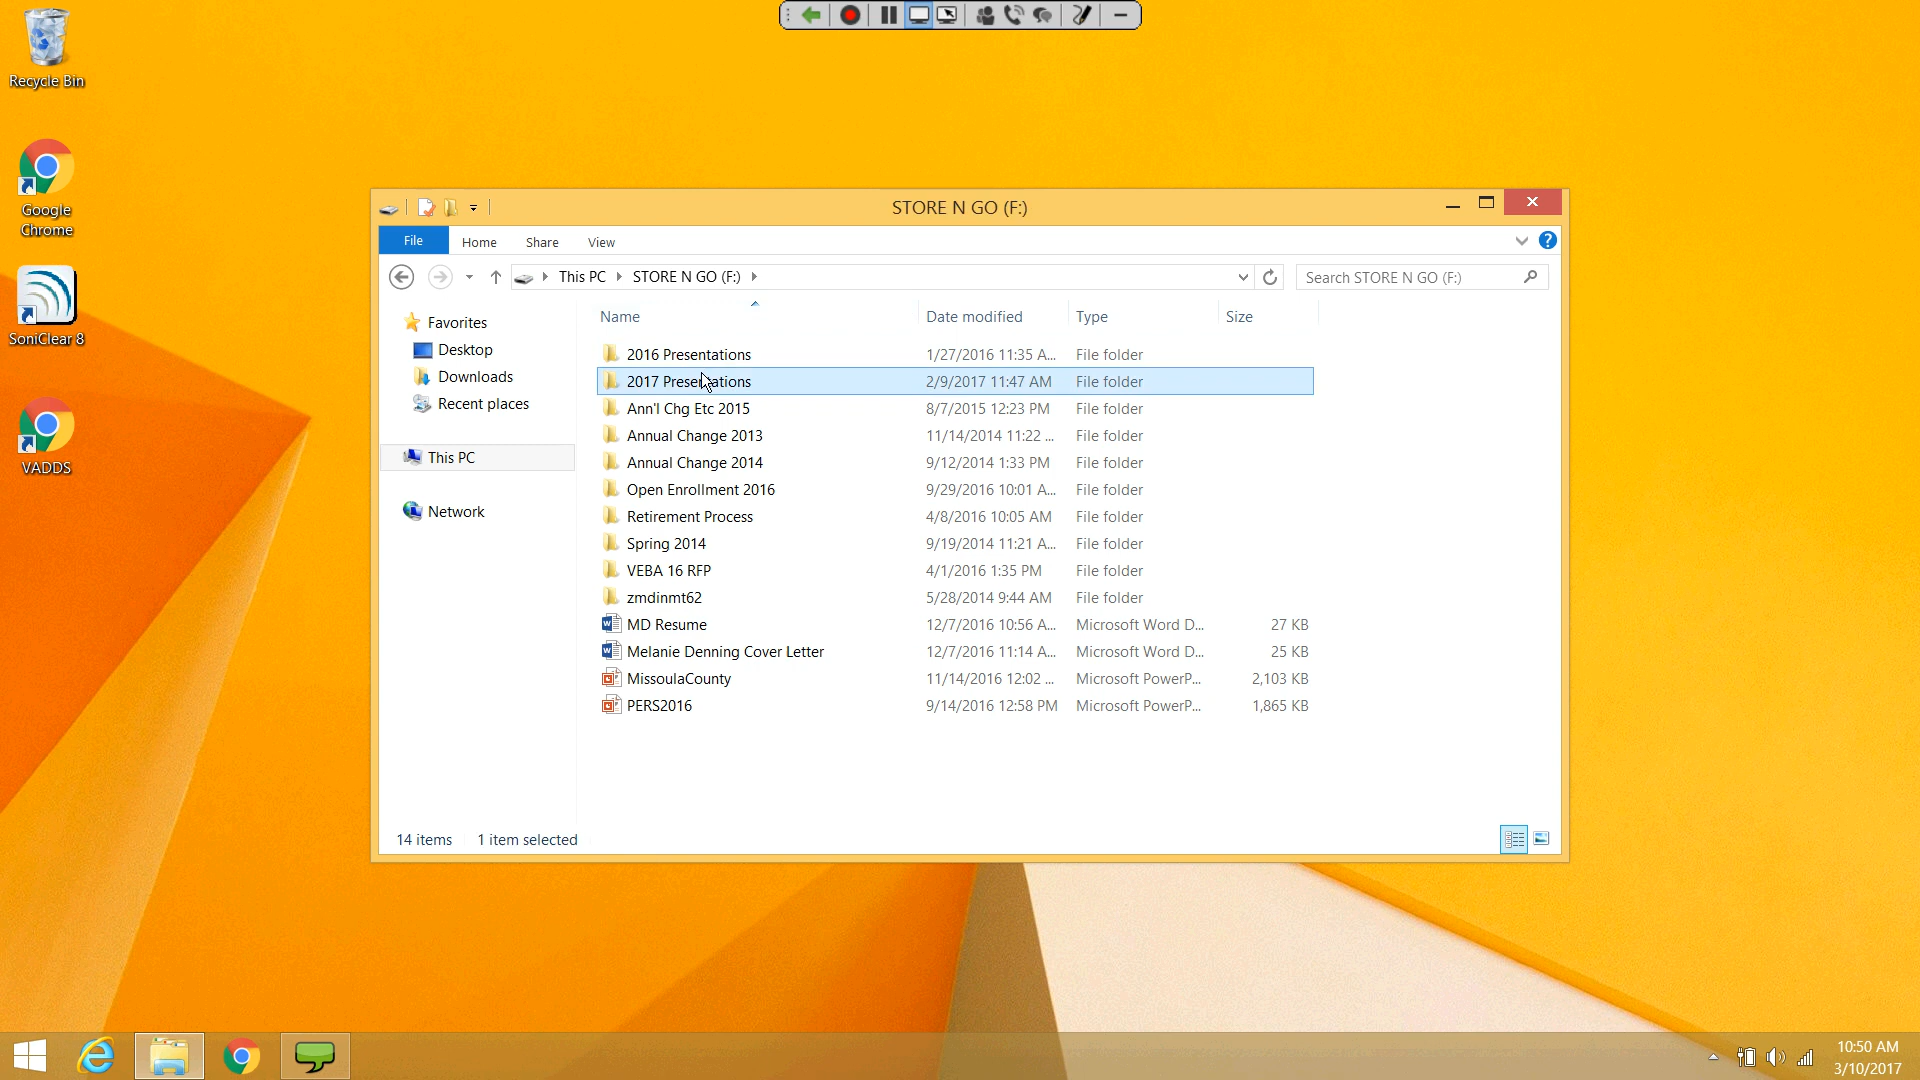 Recycle Bin
Google
Chrome
SoniClear 8
VADDS
STORE N GO (F:)
File Home Share View
This PC STORE N GO (F:) Search STORE N GO (F:)
Favorites
Desktop
Downloads
Recent places
This PC
Network
Name Date modified Type Size
2016 Presentations 1/27/2016 11:35 A... File folder
2017 Presentations 2/9/2017 11:47 AM File folder
Ann'l Chg Etc 2015 8/7/2015 12:23 PM File folder
Annual Change 2013 11/14/2014 11:22 ... File folder
Annual Change 2014 9/12/2014 1:33 PM File folder
Open Enrollment 2016 9/29/2016 10:01 A... File folder
Retirement Process 4/8/2016 10:05 AM File folder
Spring 2014 9/19/2014 11:21 A... File folder
VEBA 16 RFP 4/1/2016 1:35 PM File folder
zmdinmt62 5/28/2014 9:44 AM File folder
MD Resume 12/7/2016 10:56 A... Microsoft Word D... 27 KB
Melanie Denning Cover Letter 12/7/2016 11:14 A... Microsoft Word D... 25 KB
MissoulaCounty 11/14/2016 12:02 ... Microsoft PowerP... 2,103 KB
PERS2016 9/14/2016 12:58 PM Microsoft PowerP... 1,865 KB
14 items 1 item selected
10:50 AM
3/10/2017